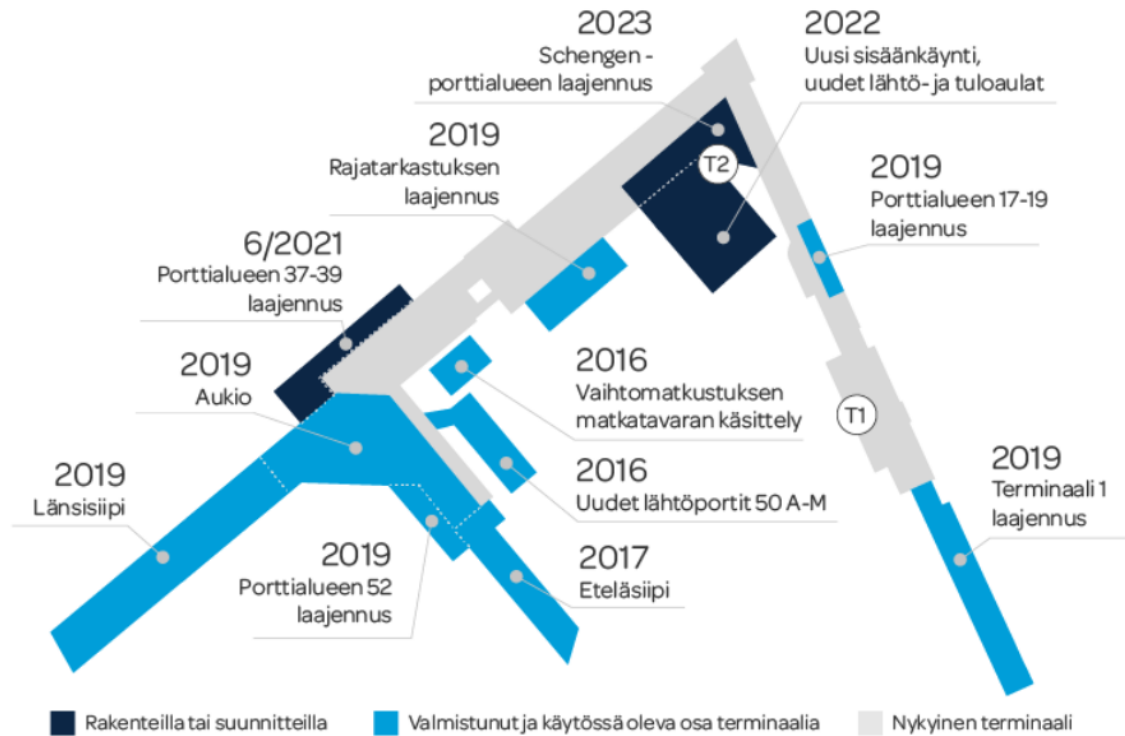 2023
Schengen -
porttialueen laajennus
2022
Uusi sisäänkäynti,
uudet lähtö- ja tuloaulat
2019
Rajatarkastuksen
laajennus
T2
2019
Porttialueen 17-19
laajennus
6/2021
Porttialueen 37-39
laajennus
2019
Aukio
2016
Vaihtomatkustuksen
matkatavaran käsittely
T1
2019
Länsisiipi
2016
Uudet lähtöportit 50 A-M
2019
Terminaali 1
laajennus
2019
Porttialueen 52
laajennus
2017
Eteläsiipi
Rakenteilla tai suunnitteilla
Valmistunut ja käytössä oleva osa terminaalia
Nykyinen terminaali